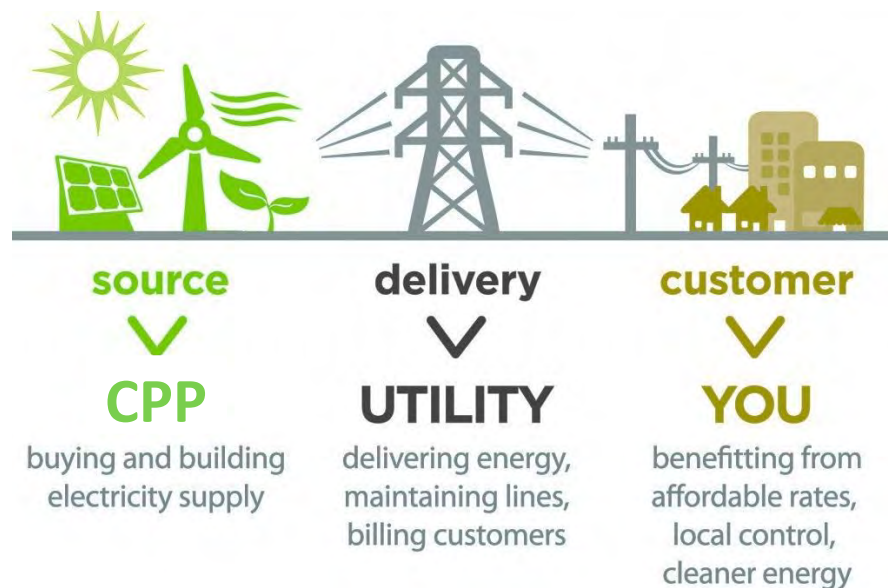 source
delivery
customer
CPP
UTILITY
YOU
buying and building
electricity supply
delivering energy,
maintaining lines,
billing customers
benefitting from
affordable rates,
local control,
cleaner energy